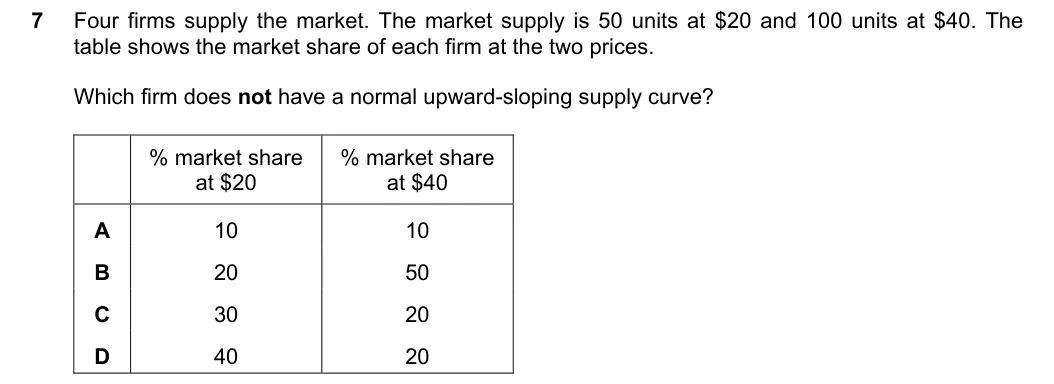 7 Four firms supply the market. The market supply is 50 units at $20 and 100 units at $40. The
table shows the market share of each firm at the two prices.
Which firm does not have a normal upward-sloping supply curve?
% market share
at $20
% market share
at $40
A 10 10
B 20 50
C 30 20
D 40 20